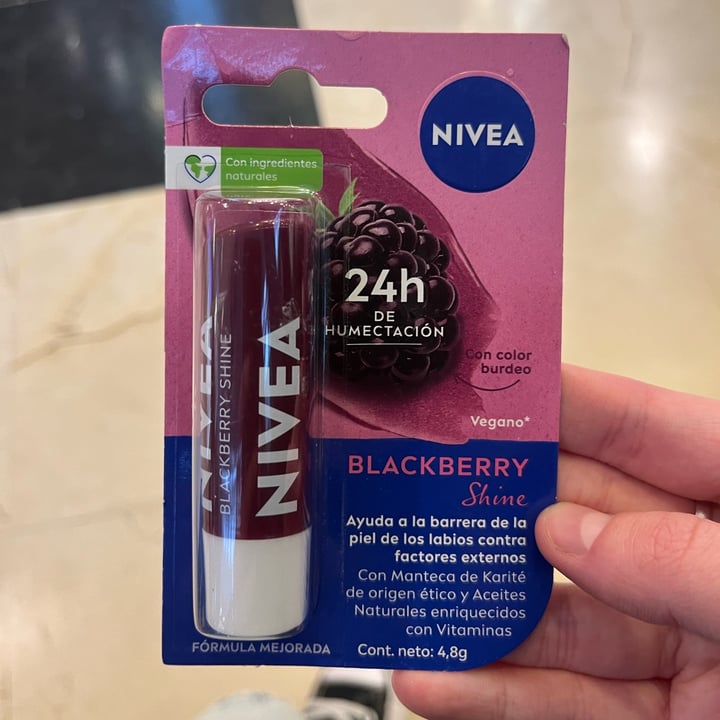 NIVEA
Con ingredientes
naturales
24h
DE
HUMECTACIÓN
Con color
burdeo
Vegano*
NIVEA
BLACKBERRY SHINE
NIVEA
BLACKBERRY
Shine
Ayuda a la barrera de la
piel de los labios contra
factores externos
Con Manteca de Karité
de origen ético y Aceites
Naturales enriquecidos
con Vitaminas
FÓRMULA MEJORADA
Cont. neto: 4,8g